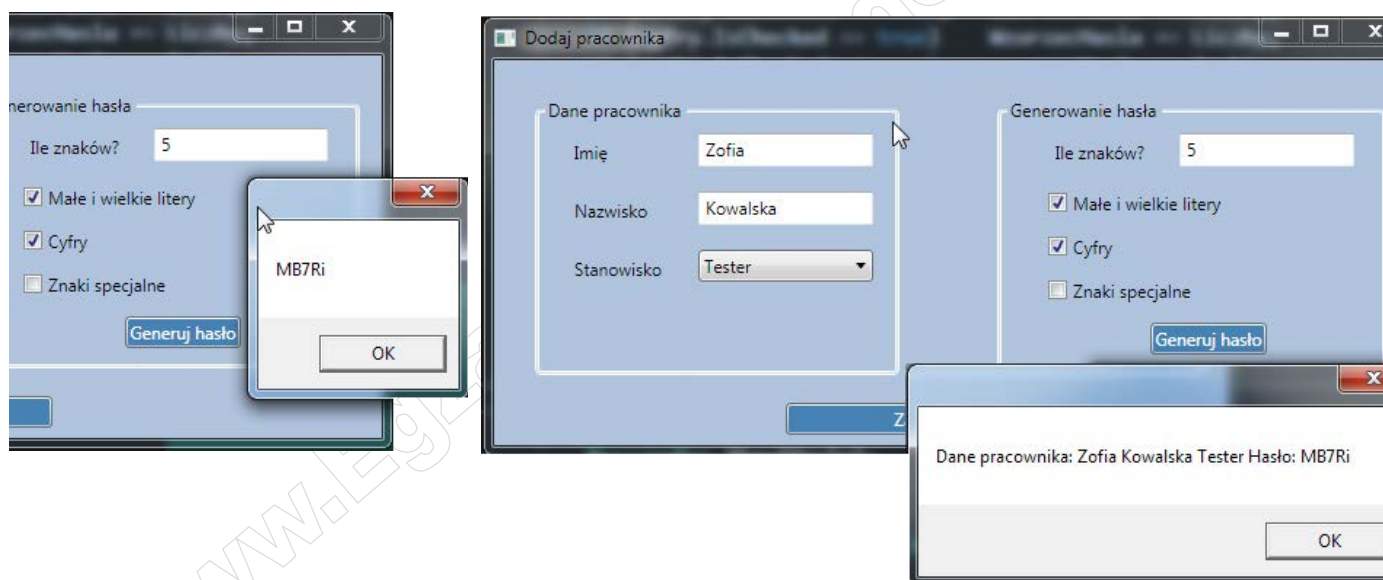 nerowanie hasła
Ile znaków? 5
Małe i wielkie litery
Cyfry
Znaki specjalne
Generuj hasło
MB7Ri
OK
Dodaj pracownika
Dane pracownika
Imię Zofia
Nazwisko Kowalska
Stanowisko Tester
Generowanie hasła
Ile znaków? 5
Małe i wielkie litery
Cyfry
Znaki specjalne
Generuj hasło
Z
Dane pracownika: Zofia Kowalska Tester Hasło: MB7Ri
OK